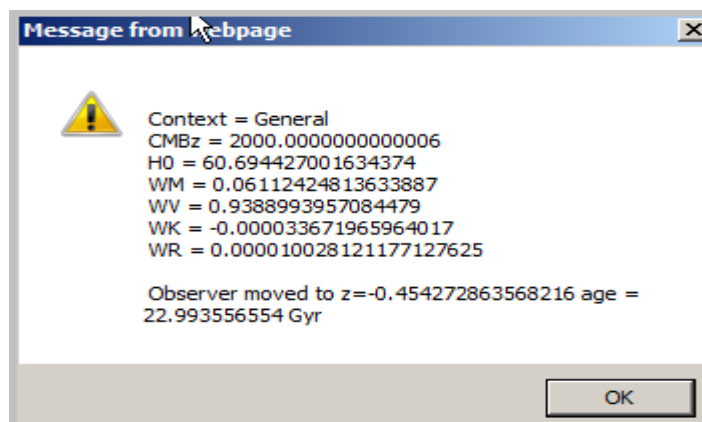 Message from webpage
Context = General
CMBz = 2000.0000000000006
H0 = 60.694427001634374
WM = 0.06112424813633887
WV = 0.9388993957084479
WK = -0.000033671965964017
WR = 0.000010028121177127625
Observer moved to z=-0.454272863568216 age =
22.993556554 Gyr
OK